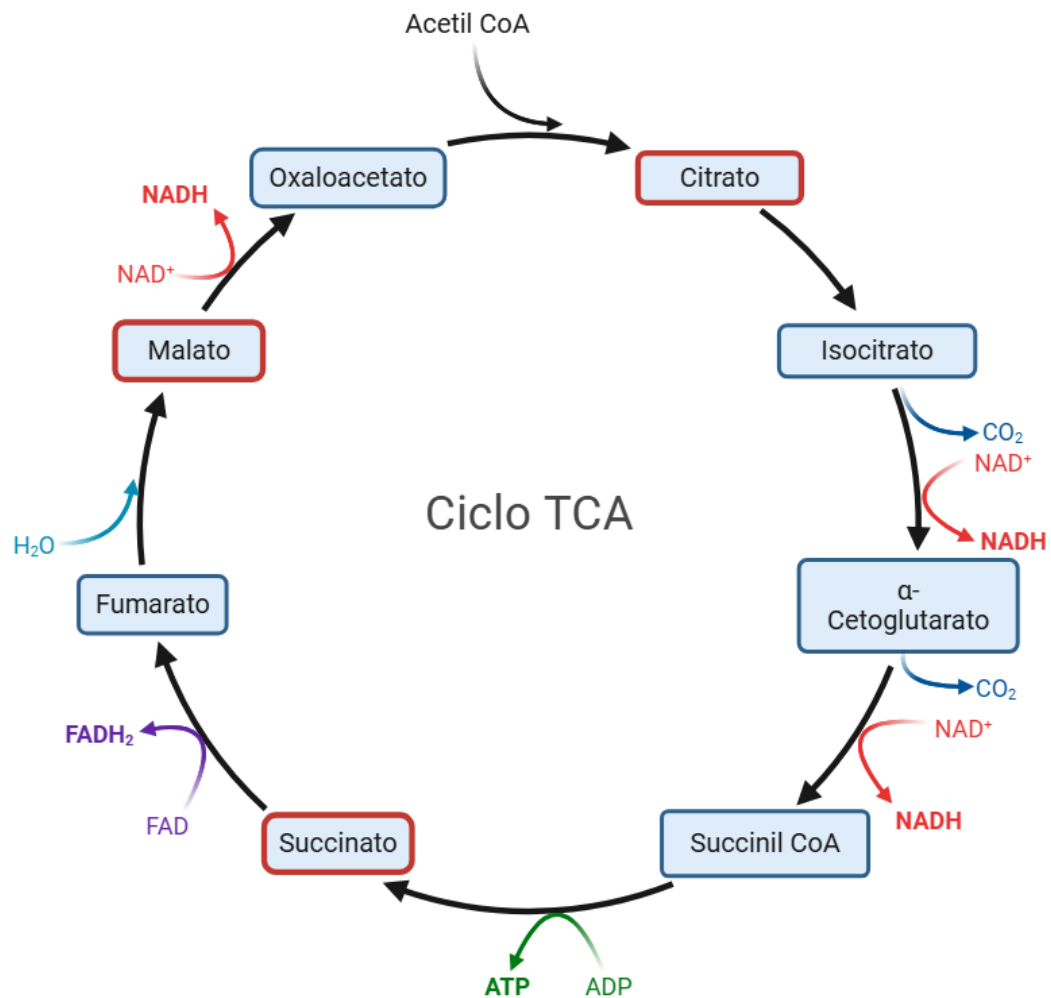 Acetil CoA
Oxaloacetato
Citrato
NADH
NAD⁺
Malato
Isocitrato
CO₂
NAD⁺
NADH
Ciclo TCA
H₂O
Fumarato
α-
Cetoglutarato
CO₂
NAD⁺
NADH
FADH₂
FAD
Succinato
Succinil CoA
ATP
ADP